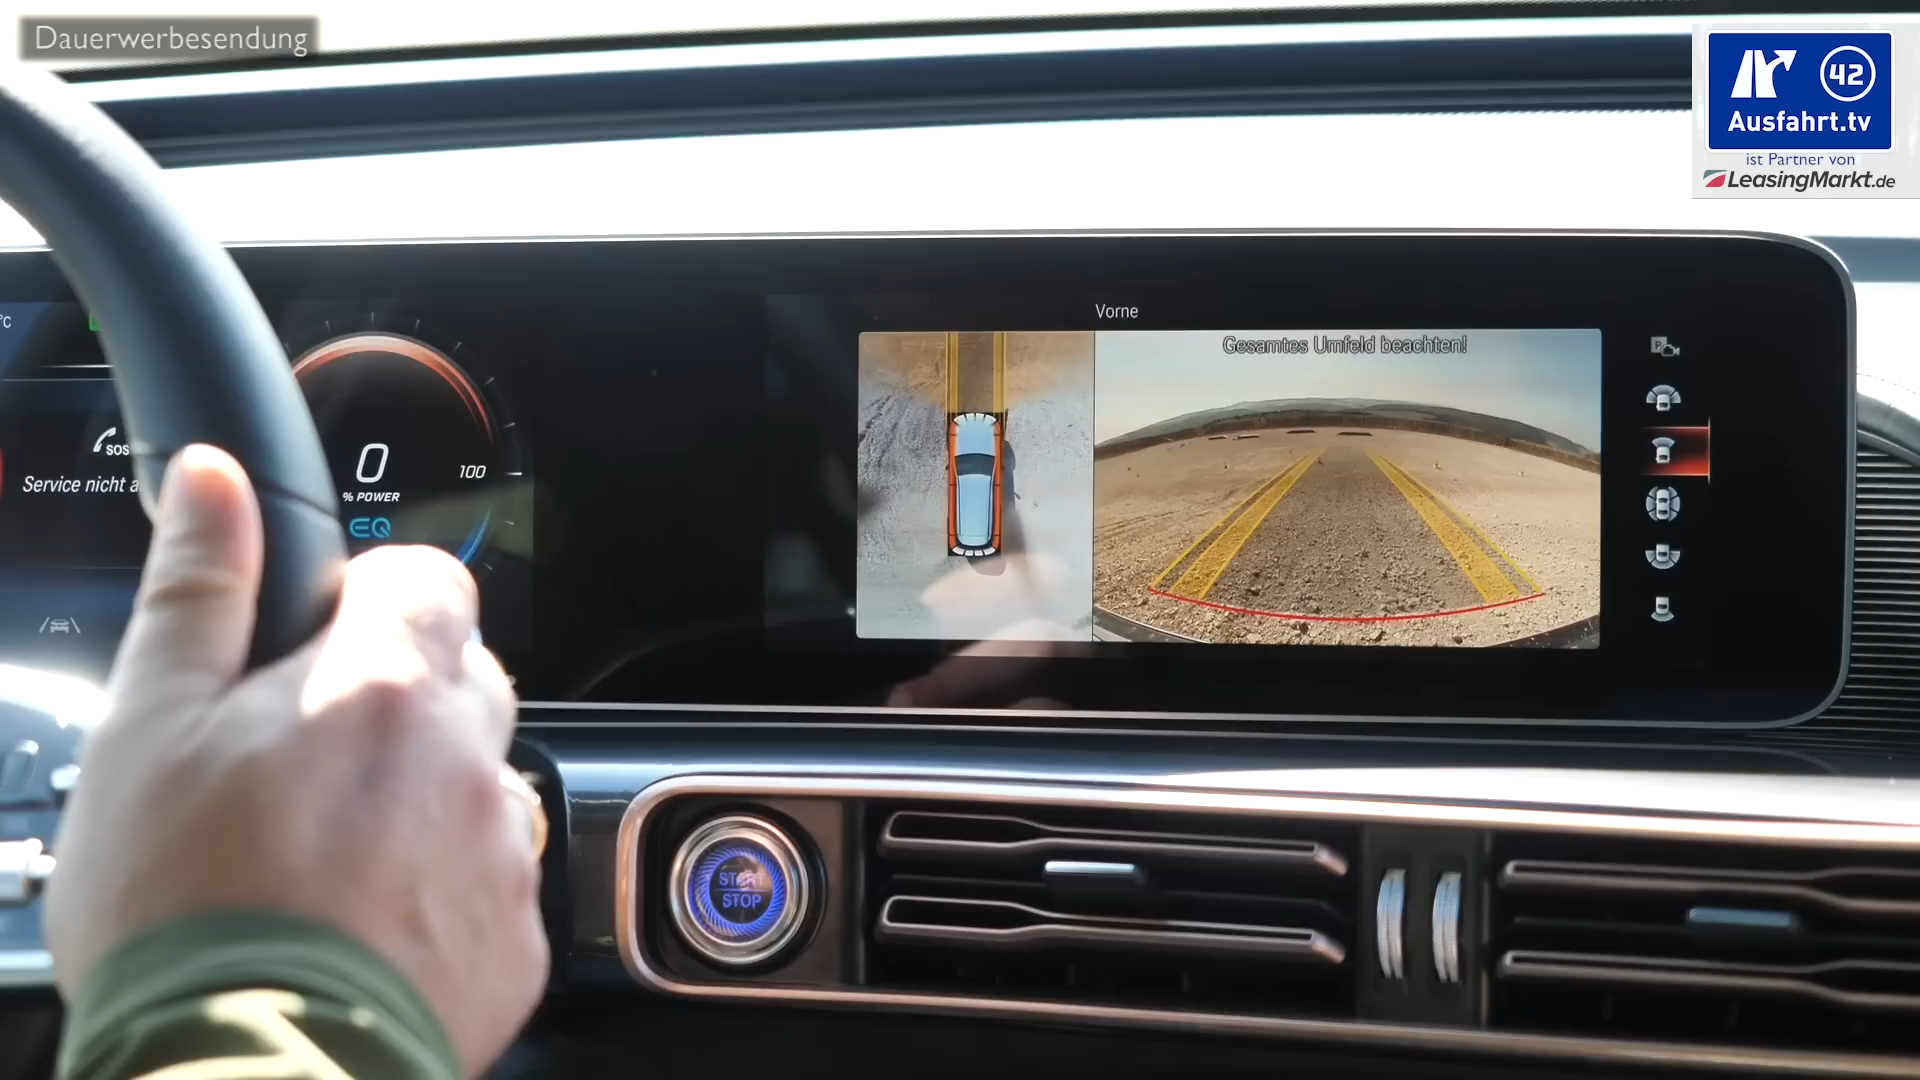 Dauerwerbesendung
42
Ausfahrt.tv
ist Partner von
LeasingMarkt.de
Vorne
Gesamtes Umfeld beachten!
°C
P
SOS
Service nicht a
0
% POWER
100
EQ
START
STOP